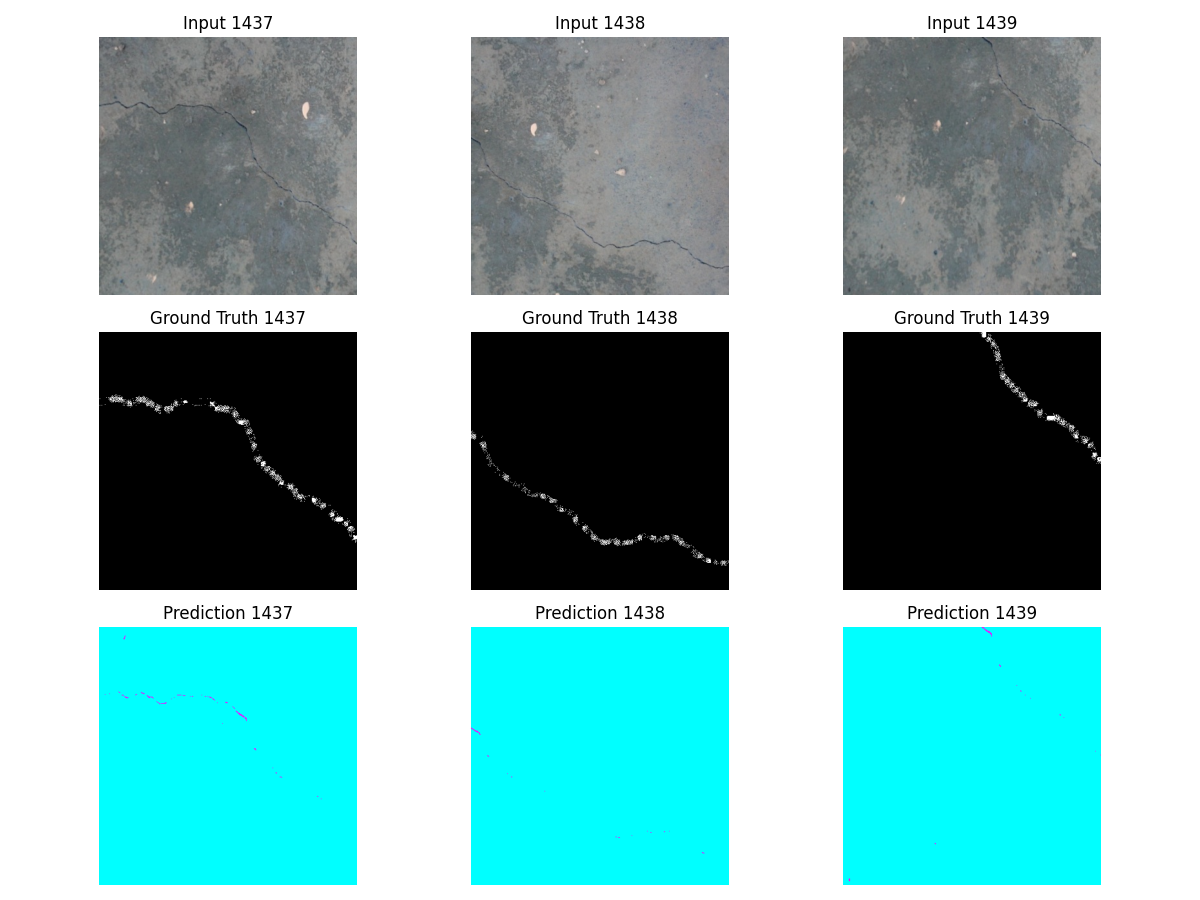 Input 1437
Input 1438
Input 1439
Ground Truth 1437
Ground Truth 1438
Ground Truth 1439
Prediction 1437
Prediction 1438
Prediction 1439